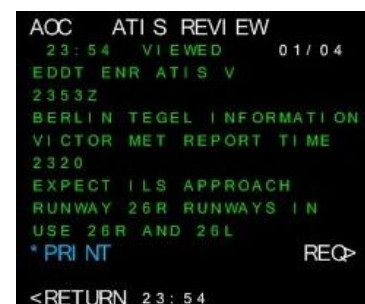 AOC ATIS REVIEW
23:54 VIEWED 01/04
EDDT ENR ATIS V
2353Z
BERLIN TEGEL INFORMATION
VICTOR MET REPORT TIME
2320
EXPECT ILS APPROACH
RUNWAY 26R RUNWAYS IN
USE 26R AND 26L
*PRINT REQ>
<RETURN 23:54